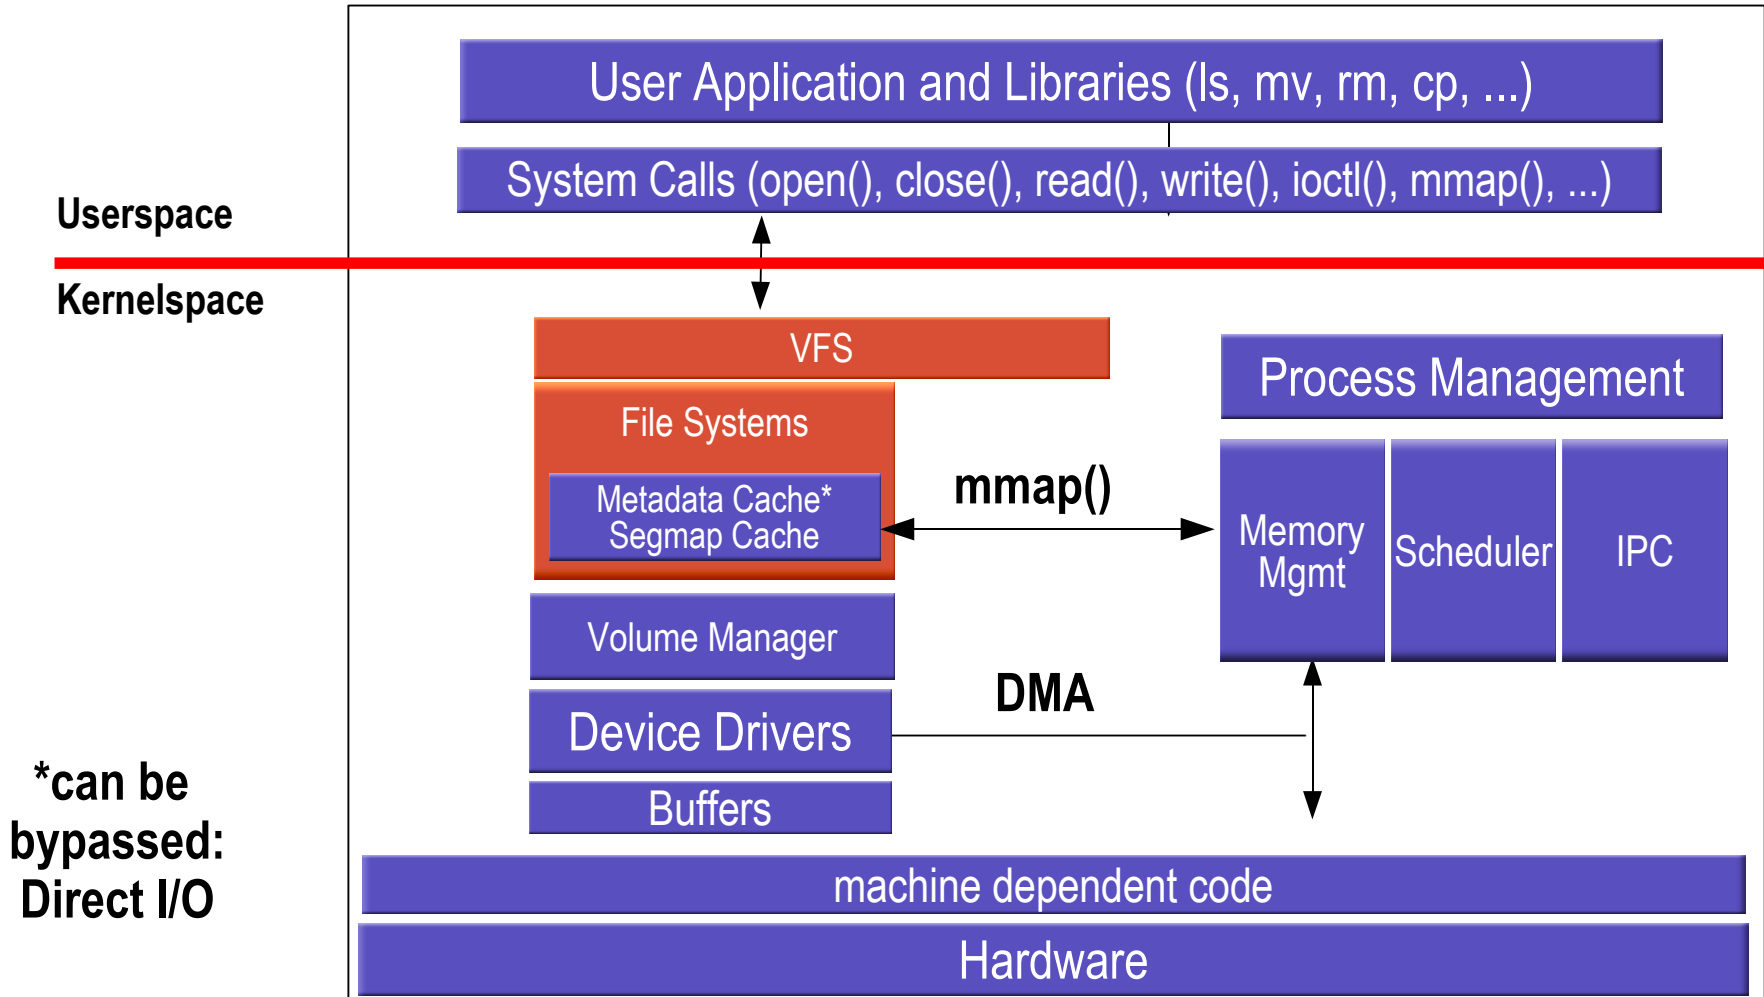 User Application and Libraries (ls, mv, rm, cp, ...)
System Calls (open(), close(), read(), write(), ioctl(), mmap(), ...)
Userspace
Kernelspace
VFS
File Systems
Metadata Cache*
Segmap Cache
mmap()
Process Management
Memory
Mgmt
Scheduler
IPC
Volume Manager
DMA
Device Drivers
Buffers
*can be
bypassed:
Direct I/O
machine dependent code
Hardware